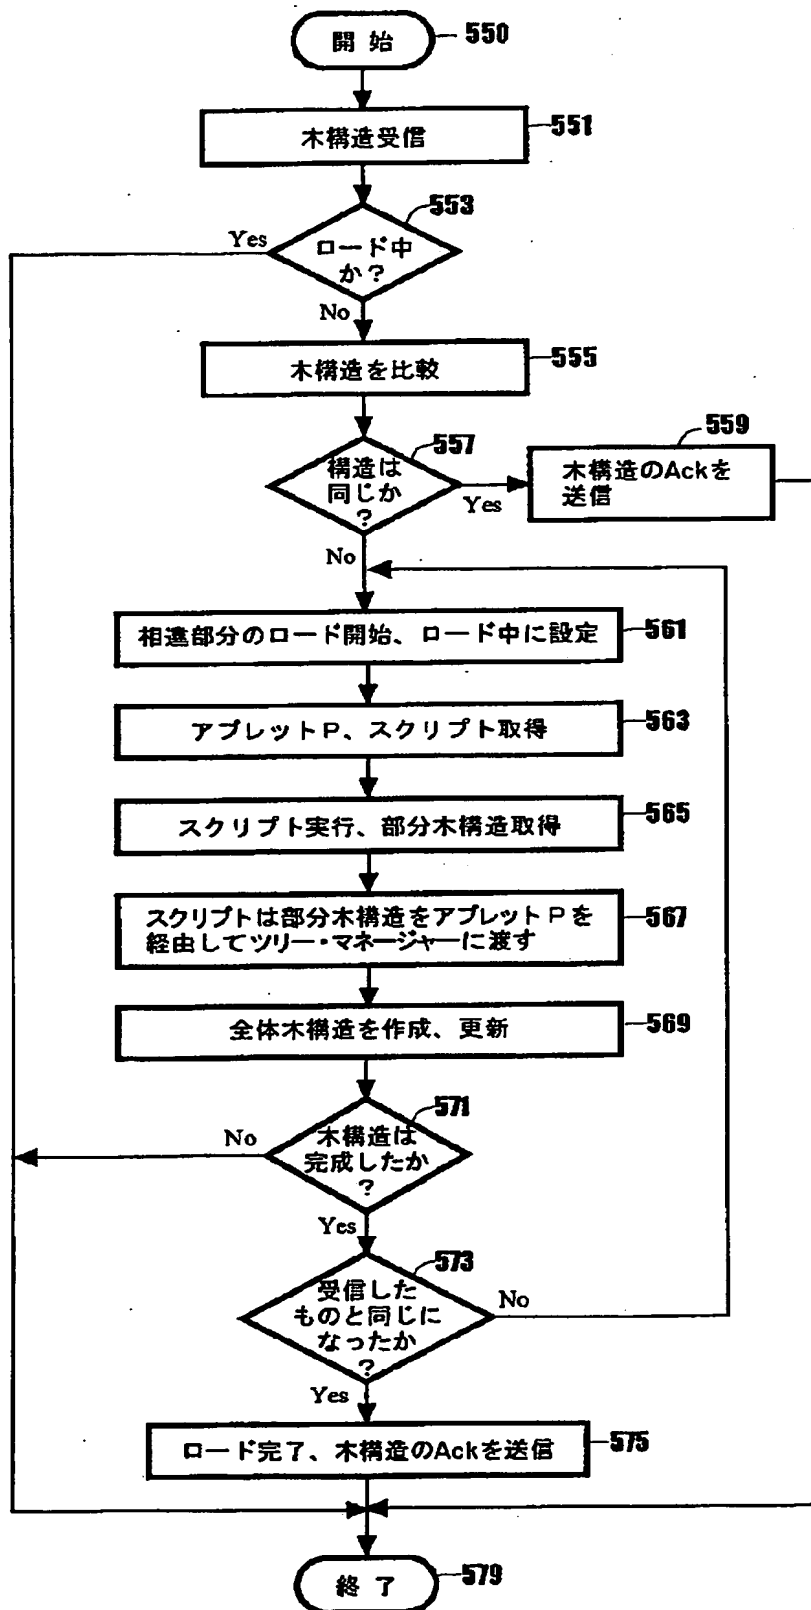 開 始
550
木構造受信
551
553
Yes
ロード中
か?
No
木構造を比較
555
557
構造は
同じか
?
Yes
559
木構造のAckを
送信
No
相違部分のロード開始、ロード中に設定
561
アプレットP、スクリプト取得
563
スクリプト実行、部分木構造取得
565
スクリプトは部分木構造をアプレットPを
経由してツリー・マネージャーに渡す
567
全体木構造を作成、更新
569
571
No
木構造は
完成したか
?
Yes
573
受信した
ものと同じに
なったか
?
No
Yes
ロード完了、木構造のAckを送信
575
終 了
579